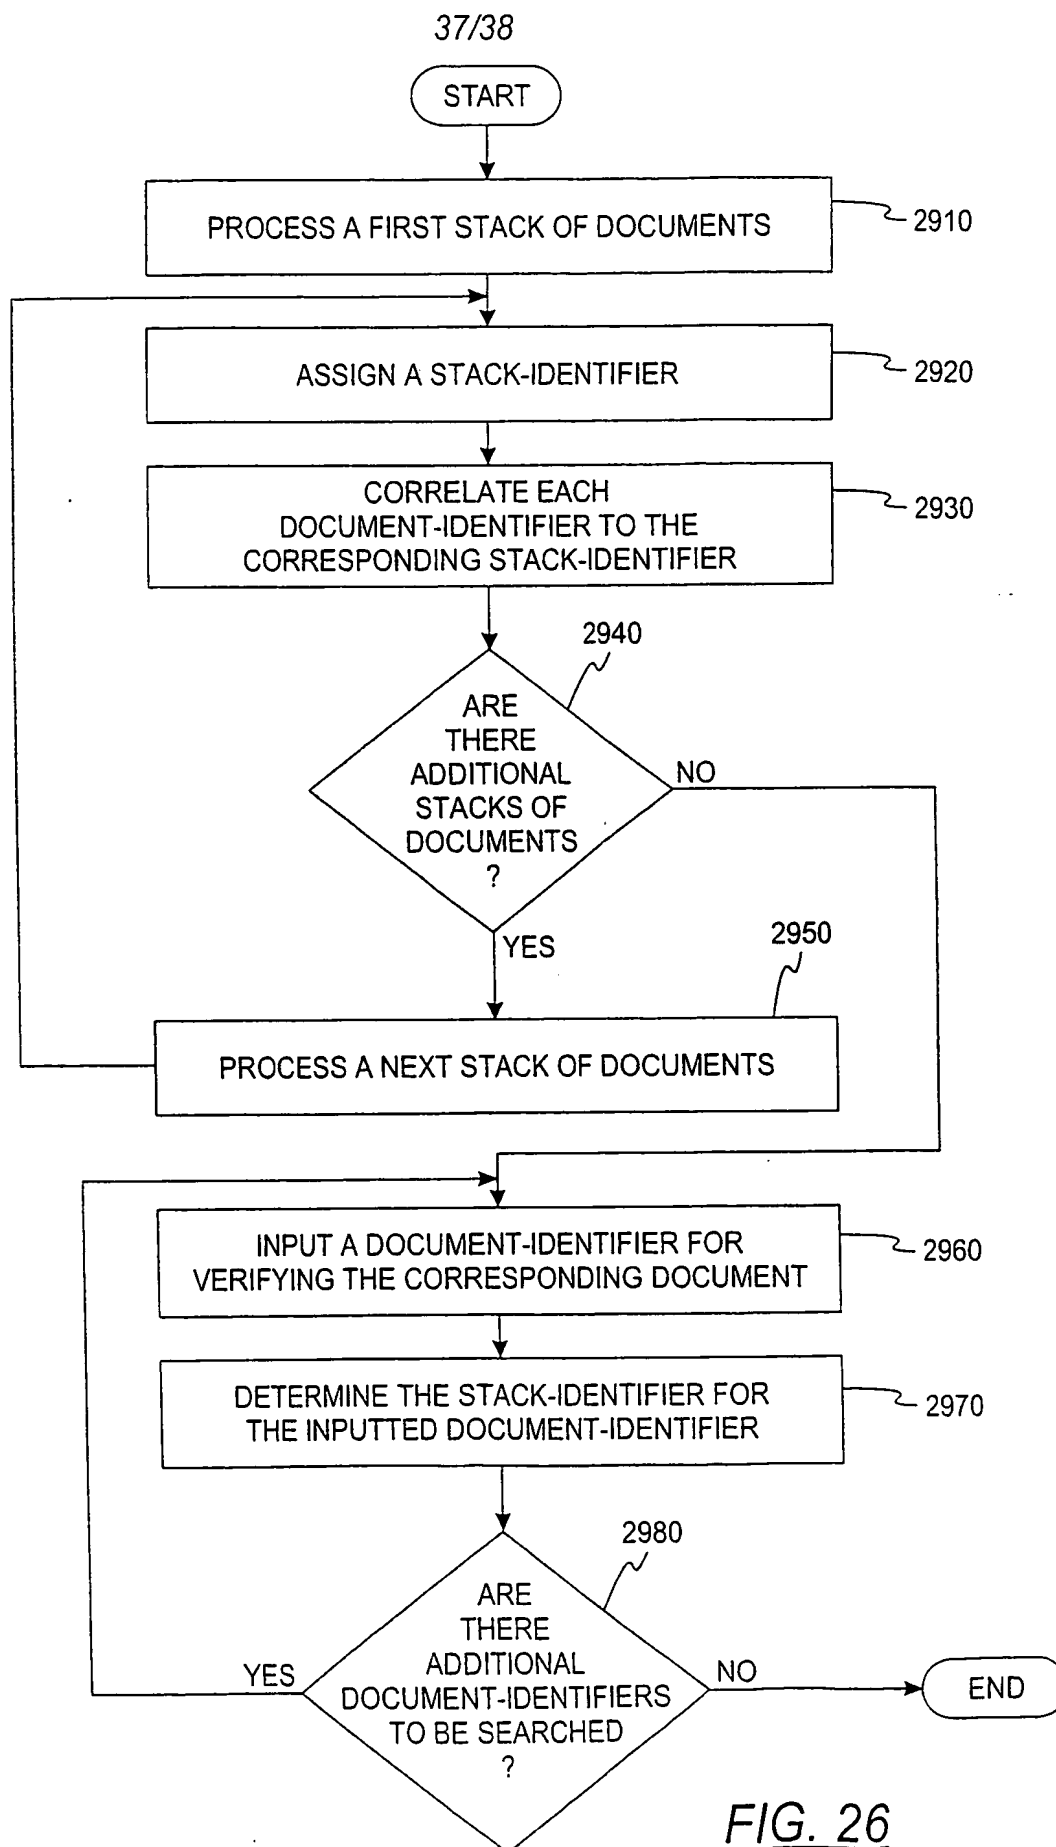 37/38
START
PROCESS A FIRST STACK OF DOCUMENTS
2910
ASSIGN A STACK-IDENTIFIER
2920
CORRELATE EACH
DOCUMENT-IDENTIFIER TO THE
CORRESPONDING STACK-IDENTIFIER
2930
2940
ARE
THERE
ADDITIONAL
STACKS OF
DOCUMENTS
?
NO
YES
2950
PROCESS A NEXT STACK OF DOCUMENTS
INPUT A DOCUMENT-IDENTIFIER FOR
VERIFYING THE CORRESPONDING DOCUMENT
2960
DETERMINE THE STACK-IDENTIFIER FOR
THE INPUTTED DOCUMENT-IDENTIFIER
2970
2980
ARE
THERE
ADDITIONAL
DOCUMENT-IDENTIFIERS
TO BE SEARCHED
?
YES
NO
END
FIG. 26